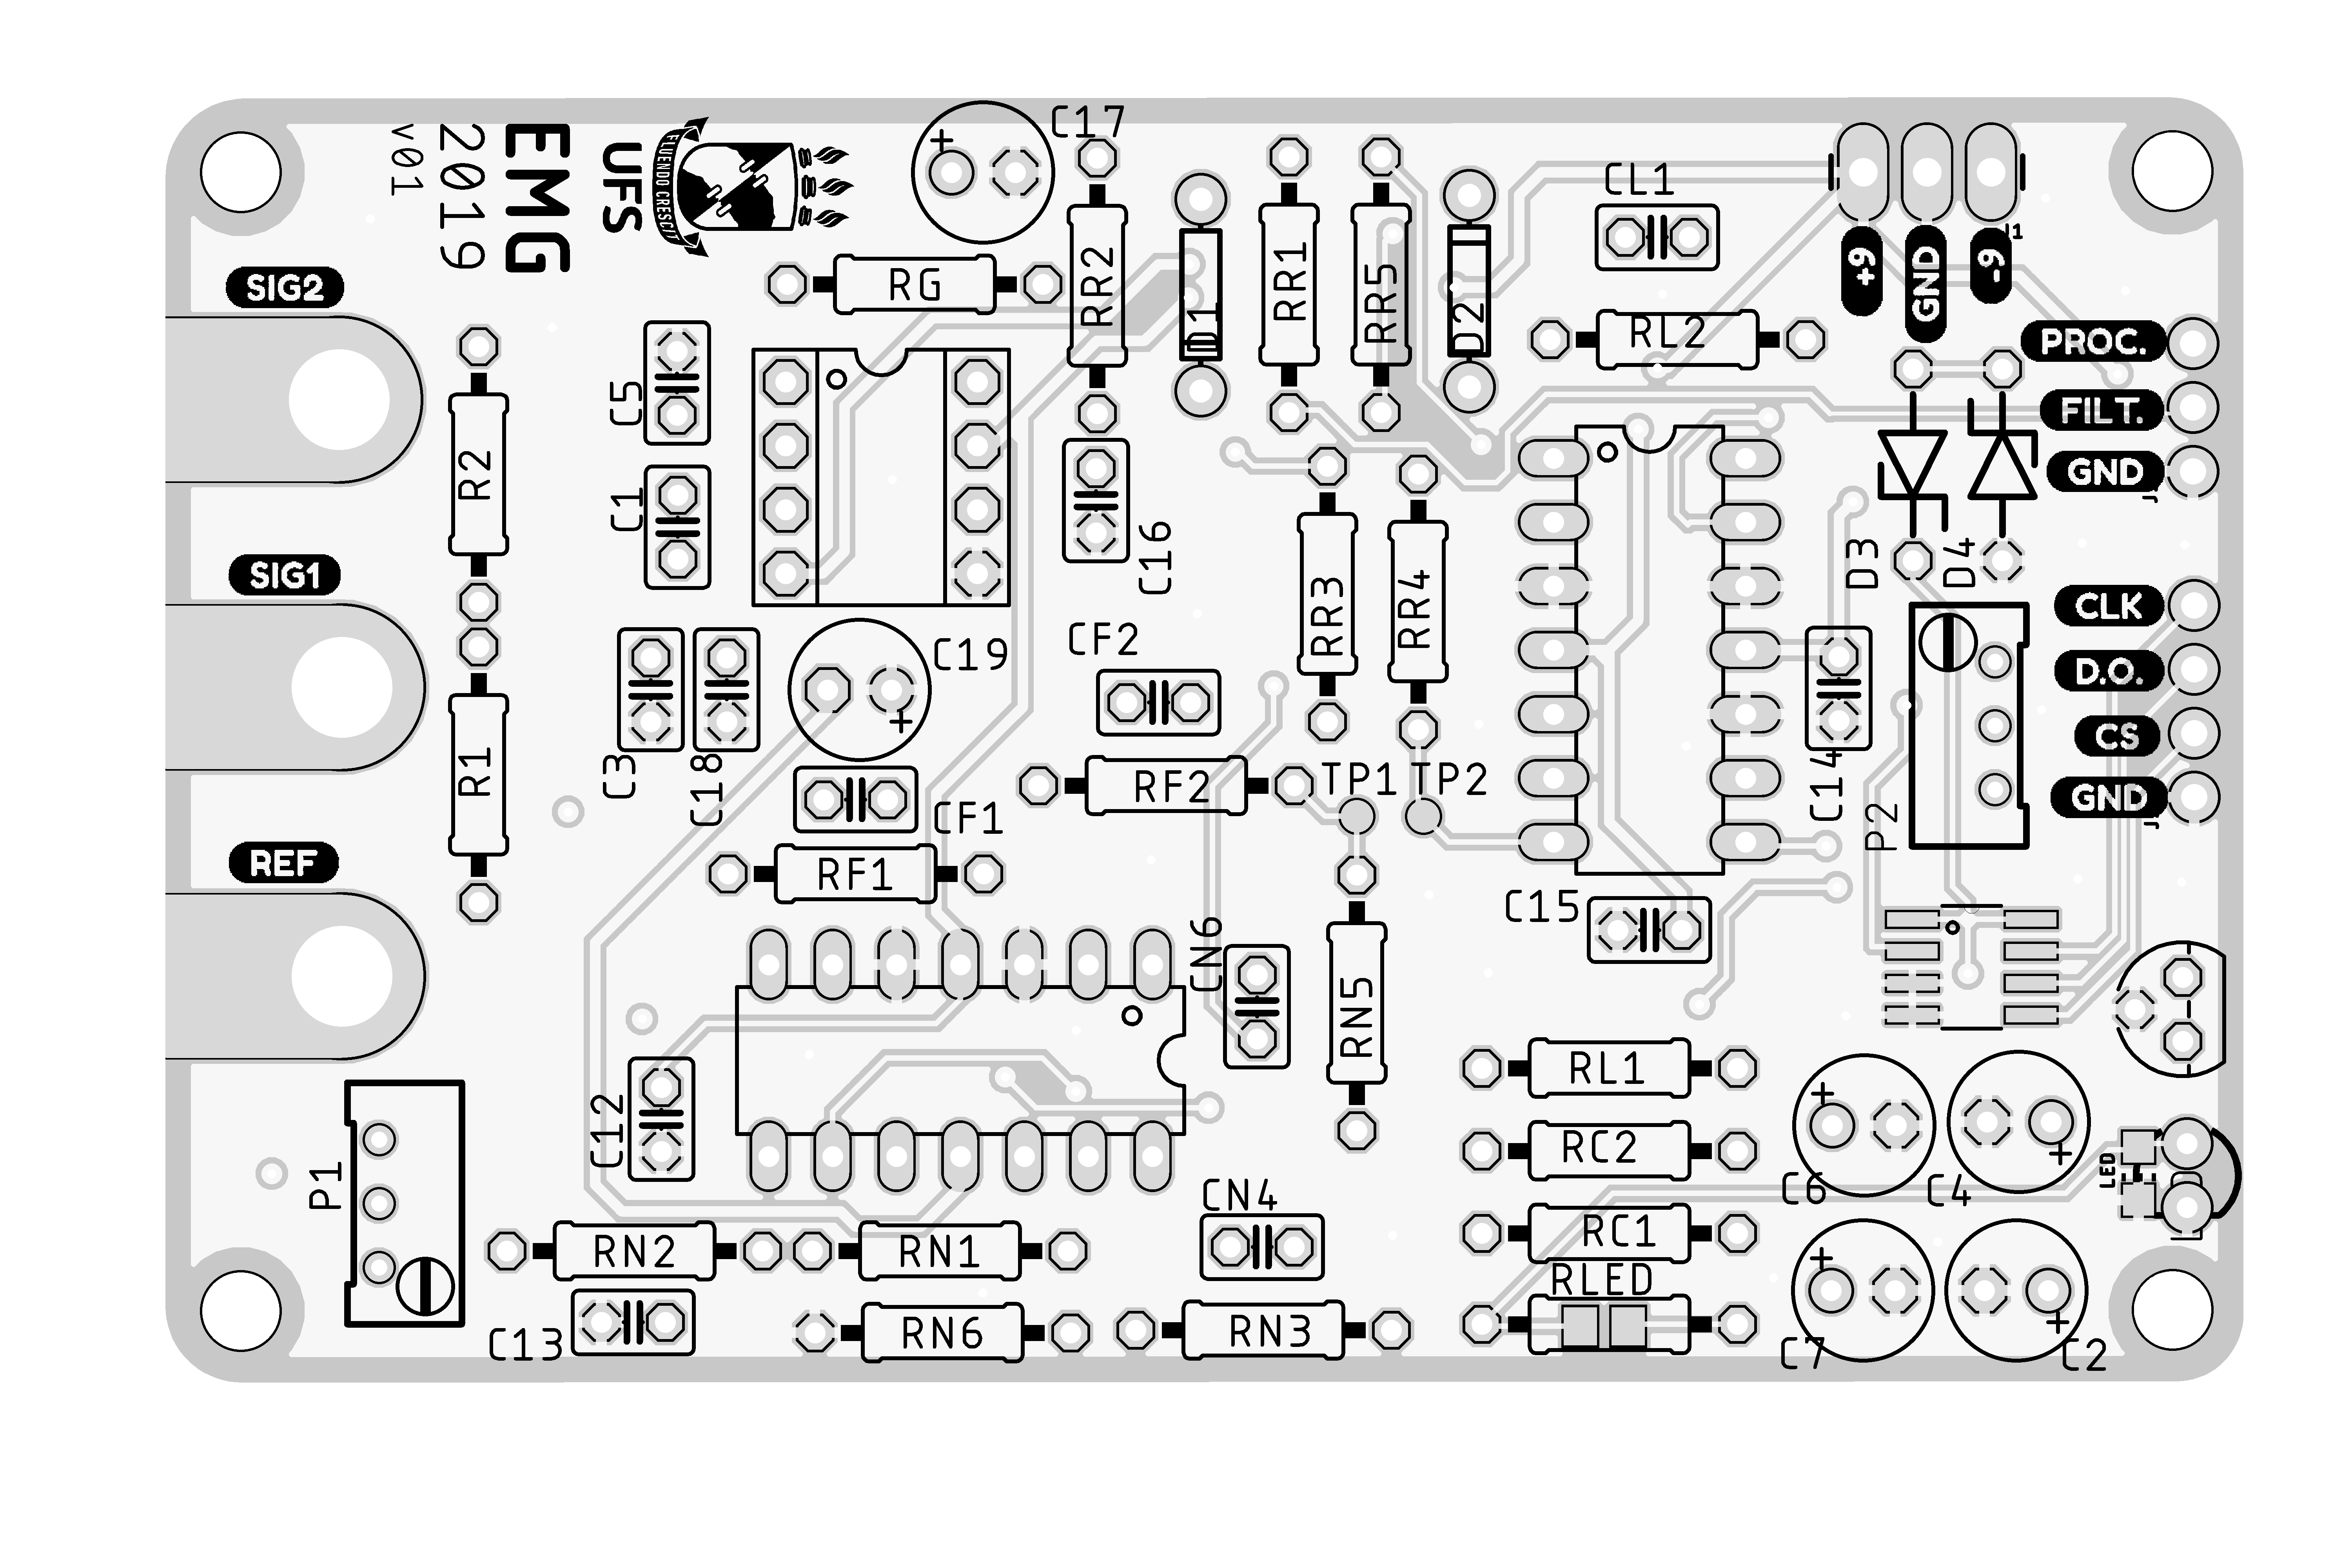 EMG
2019
v01
UFS
FLUENDO CRESCIT
C17
CL1
+9
GND
-9
J1
SIG2
RG
RR2
D1
RR1
RR5
D2
RL2
PROC.
FILT.
GND
C5
R2
C1
C16
D3
D4
SIG1
CLK
RR3
RR4
C19
CF2
D.O.
C3
C18
R1
CS
RF2
TP1
TP2
C14
GND
P2
CF1
REF
RF1
C15
CN6
RN5
RL1
C12
RC2
LED
P1
C6
C4
CN4
RC1
RN2
RN1
RLED
C13
RN6
RN3
C7
C2